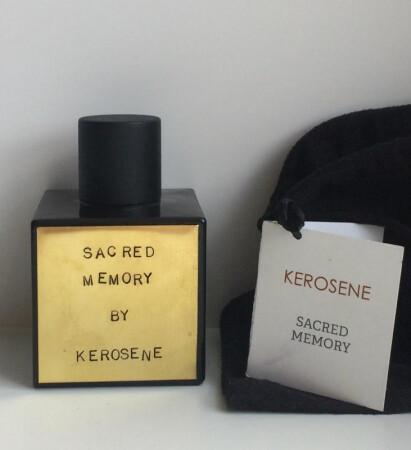 SACRED
MEMORY
BY
KEROSENE
KEROSENE
SACRED
MEMORY